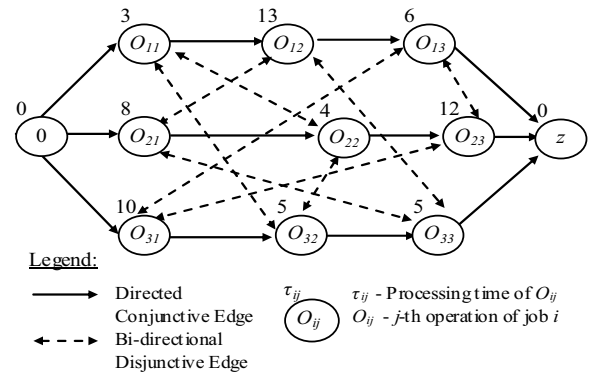 3 13 6
O11 O12 O13
0 8 4 12 0
0 O21 O22 O23 z
10 5 5
O31 O32 O33
Legend:
Directed
Conjunctive Edge
Bi-directional
Disjunctive Edge
τij
Oij
τij - Processing time of Oij
Oij - j-th operation of job i